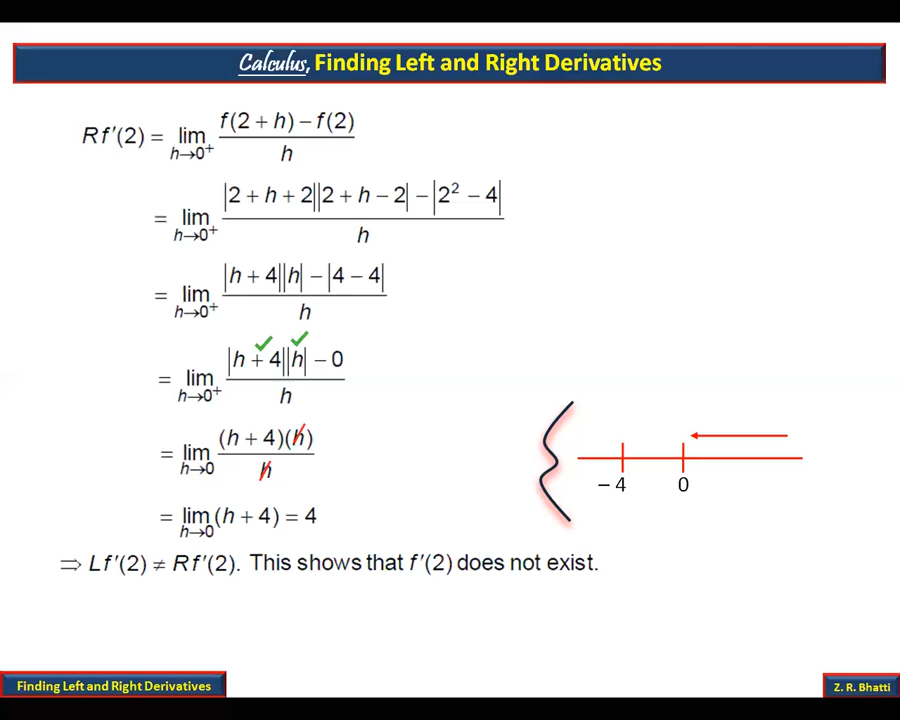 Calculus, Finding Left and Right Derivatives
Rf'(2) = lim h→0⁺ (f(2 + h) − f(2)) / h
= lim h→0⁺ (|2 + h + 2||2 + h − 2| − |2² − 4|) / h
= lim h→0⁺ (|h + 4||h| − |4 − 4|) / h
= lim h→0⁺ (|h + 4||h| − 0) / h
= lim h→0 (h + 4)(h) / h
= lim h→0 (h + 4) = 4
− 4 0
⇒ Lf'(2) ≠ Rf'(2). This shows that f'(2) does not exist.
Finding Left and Right Derivatives
Z. R. Bhatti